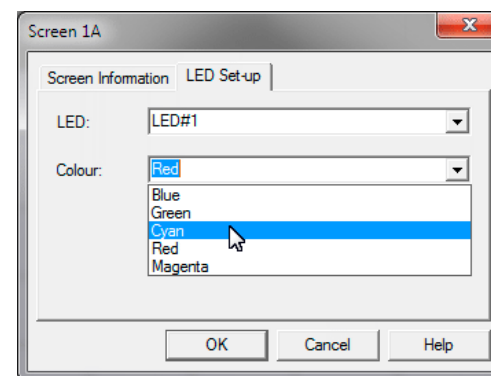 Screen 1A
Screen Information LED Set-up
LED: LED#1
Colour: Red
Blue
Green
Cyan
Red
Magenta
OK Cancel Help